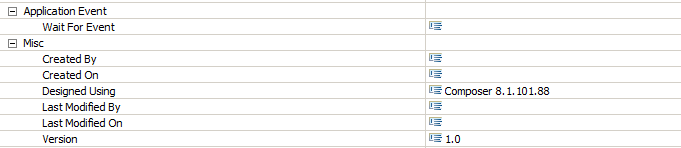 Application Event
Wait For Event
Misc
Created By
Created On
Designed Using Composer 8.1.101.88
Last Modified By
Last Modified On
Version 1.0